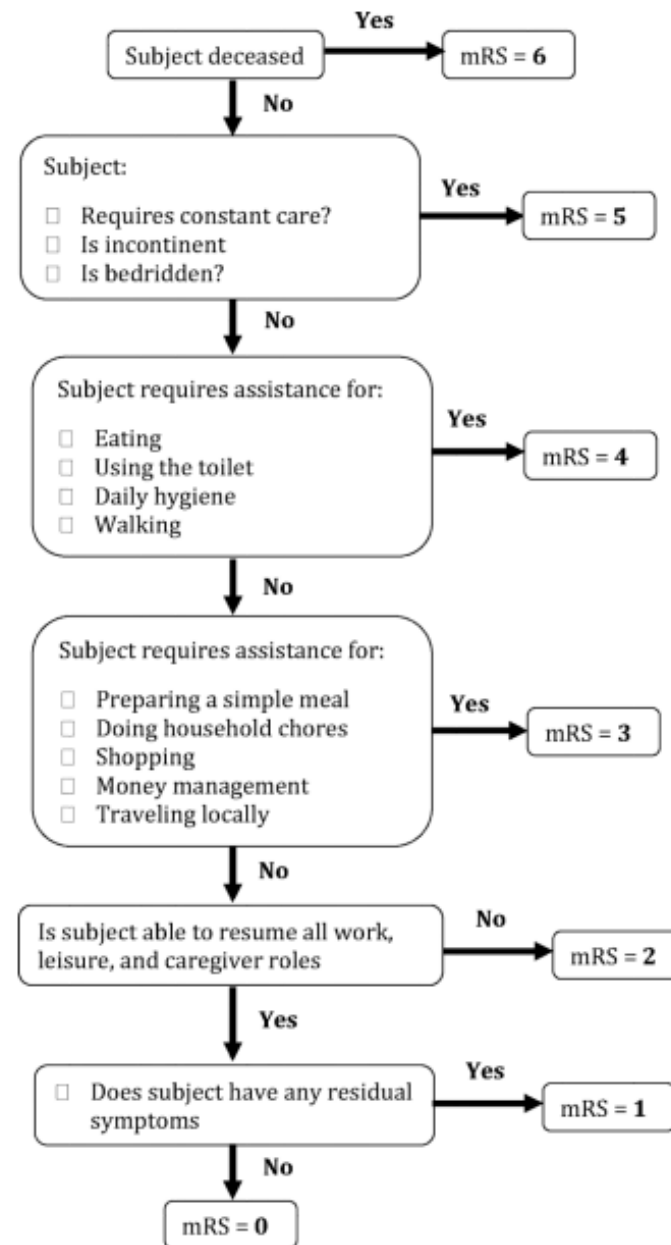 Subject deceased
Yes
mRS = 6
No
Subject:
☐ Requires constant care?
☐ Is incontinent
☐ Is bedridden?
Yes
mRS = 5
No
Subject requires assistance for:
☐ Eating
☐ Using the toilet
☐ Daily hygiene
☐ Walking
Yes
mRS = 4
No
Subject requires assistance for:
☐ Preparing a simple meal
☐ Doing household chores
☐ Shopping
☐ Money management
☐ Traveling locally
Yes
mRS = 3
No
Is subject able to resume all work,
leisure, and caregiver roles
No
mRS = 2
Yes
☐ Does subject have any residual
symptoms
Yes
mRS = 1
No
mRS = 0